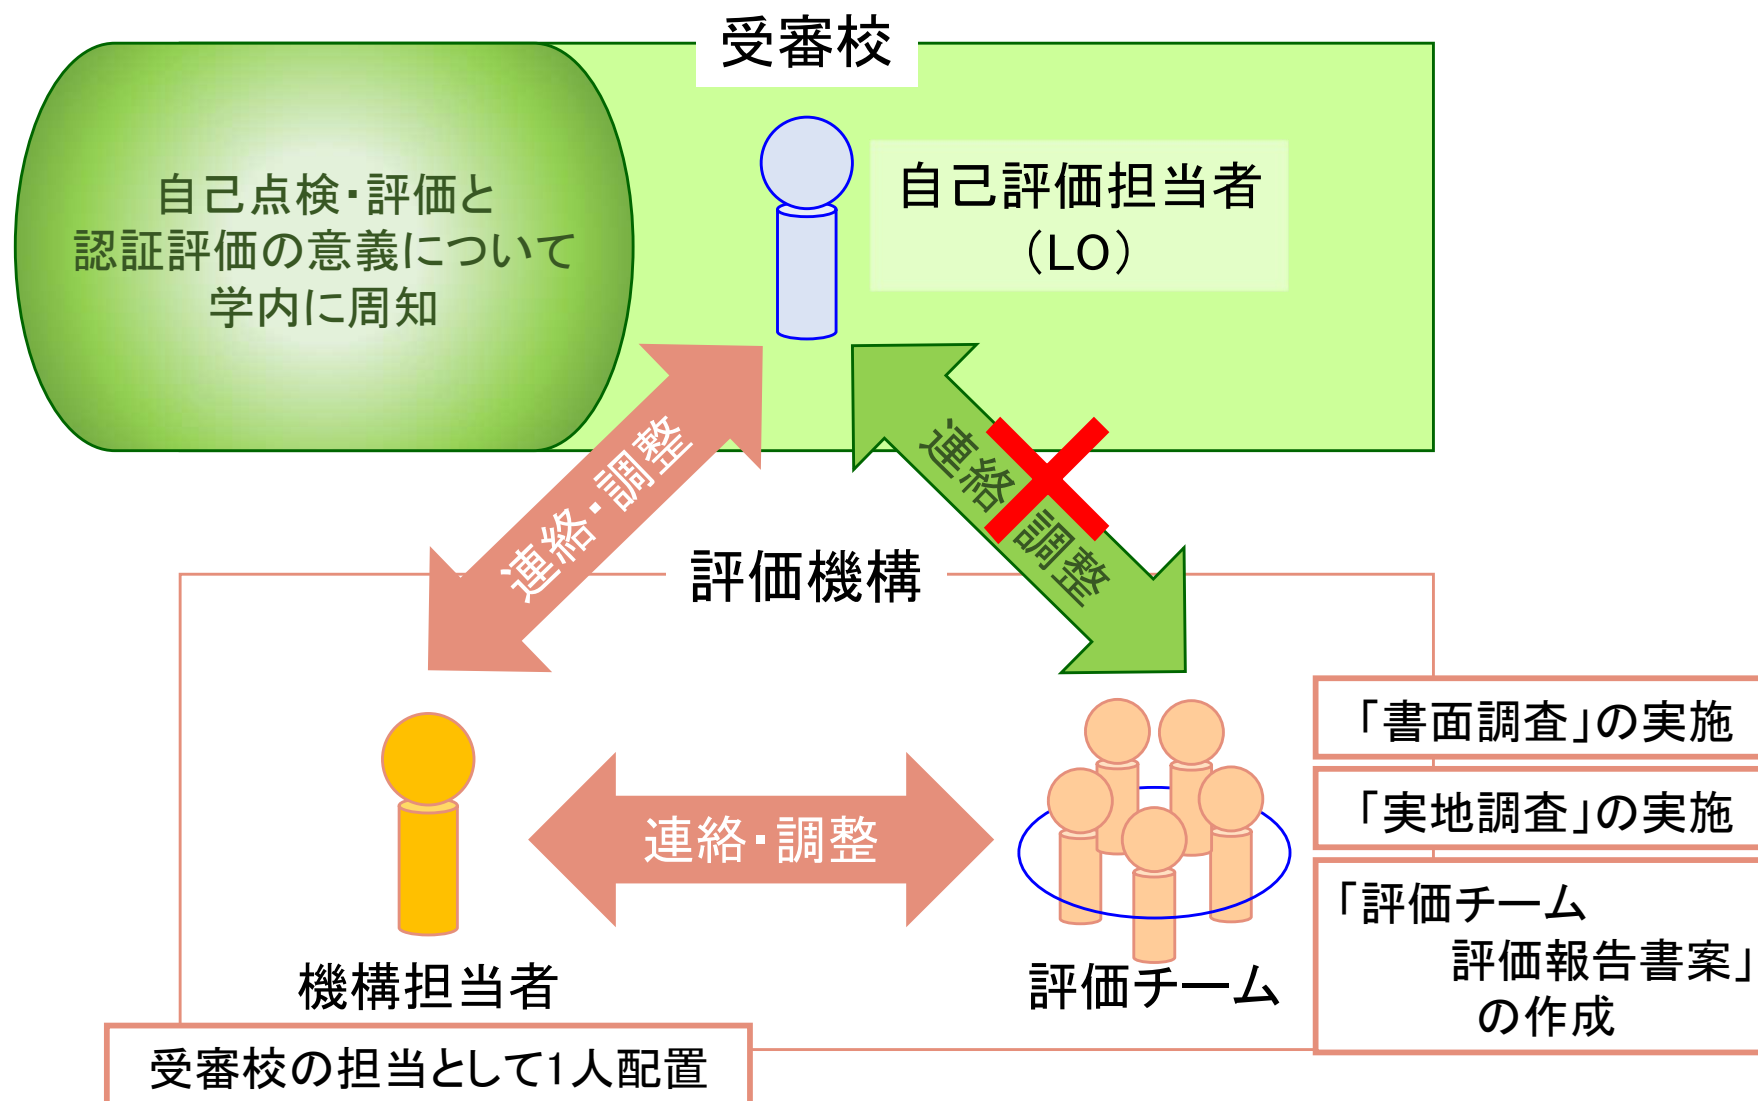 受審校
自己点検・評価と
認証評価の意義について
学内に周知
自己評価担当者
（LO）
連絡・調整
連絡・調整
評価機構
連絡・調整
機構担当者
受審校の担当として1人配置
評価チーム
「書面調査」の実施
「実地調査」の実施
「評価チーム
評価報告書案」
の作成